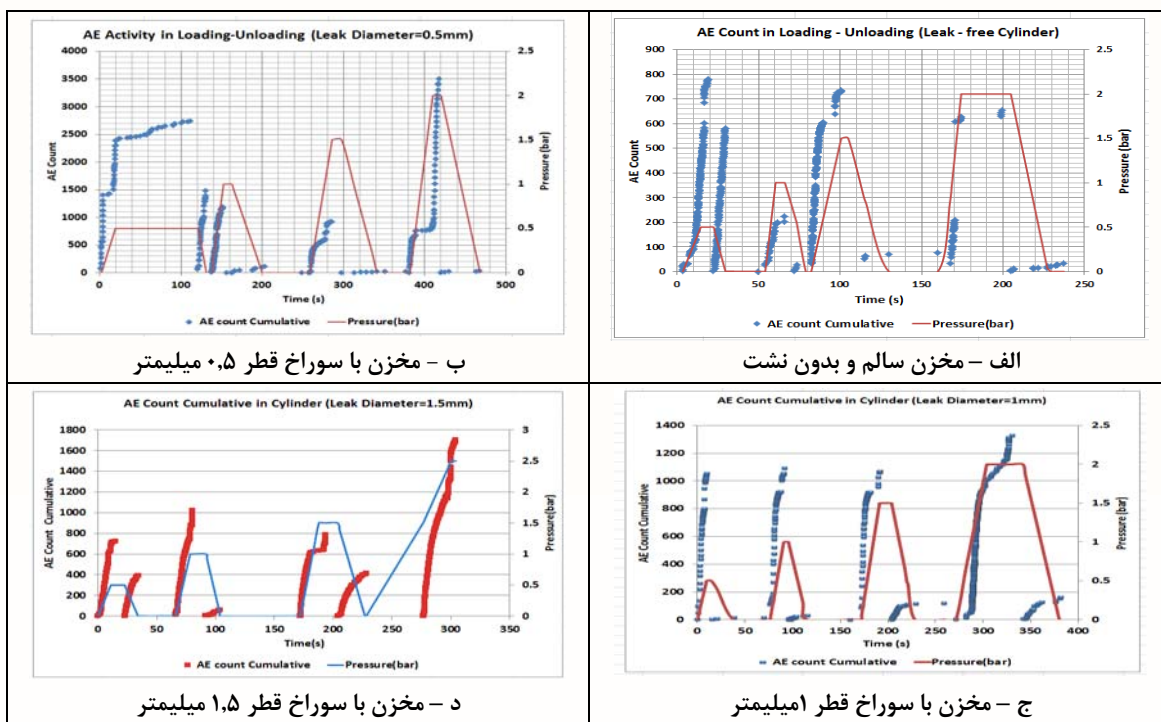 AE Activity in Loading-Unloading (Leak Diameter=0.5mm)
4000
3500
3000
2500
2000
1500
1000
500
0
AE Count
2.5
2
1.5
1
0.5
0
Pressure(bar)
0 100 200 300 400 500
Time (s)
AE count Cumulative Pressure(bar)
ب - مخزن با سوراخ قطر ۰,۵ میلیمتر
AE Count in Loading - Unloading (Leak - free Cylinder)
900
800
700
600
500
400
300
200
100
0
AE Count
2.5
2
1.5
1
0.5
0
Pressure(bar)
0 50 100 150 200 250
Time (s)
AE count Cumulative Pressure(bar)
الف – مخزن سالم و بدون نشت
AE Count Cumulative in Cylinder (Leak Diameter=1.5mm)
1800
1600
1400
1200
1000
800
600
400
200
0
AE Count Cumulative
3
2.5
2
1.5
1
0.5
0
Pressure(bar)
0 50 100 150 200 250 300 350
Time(s)
AE count Cumulative Pressure(bar)
د – مخزن با سوراخ قطر ۱,۵ میلیمتر
AE Count Cumulative in Cylinder (Leak Diameter=1mm)
1400
1200
1000
800
600
400
200
0
AE Count Cumulative
2.5
2
1.5
1
0.5
0
Pressure(bar)
0 100 200 300 400
Time(s)
AE count Cumulative Pressure(bar)
ج – مخزن با سوراخ قطر ۱میلیمتر